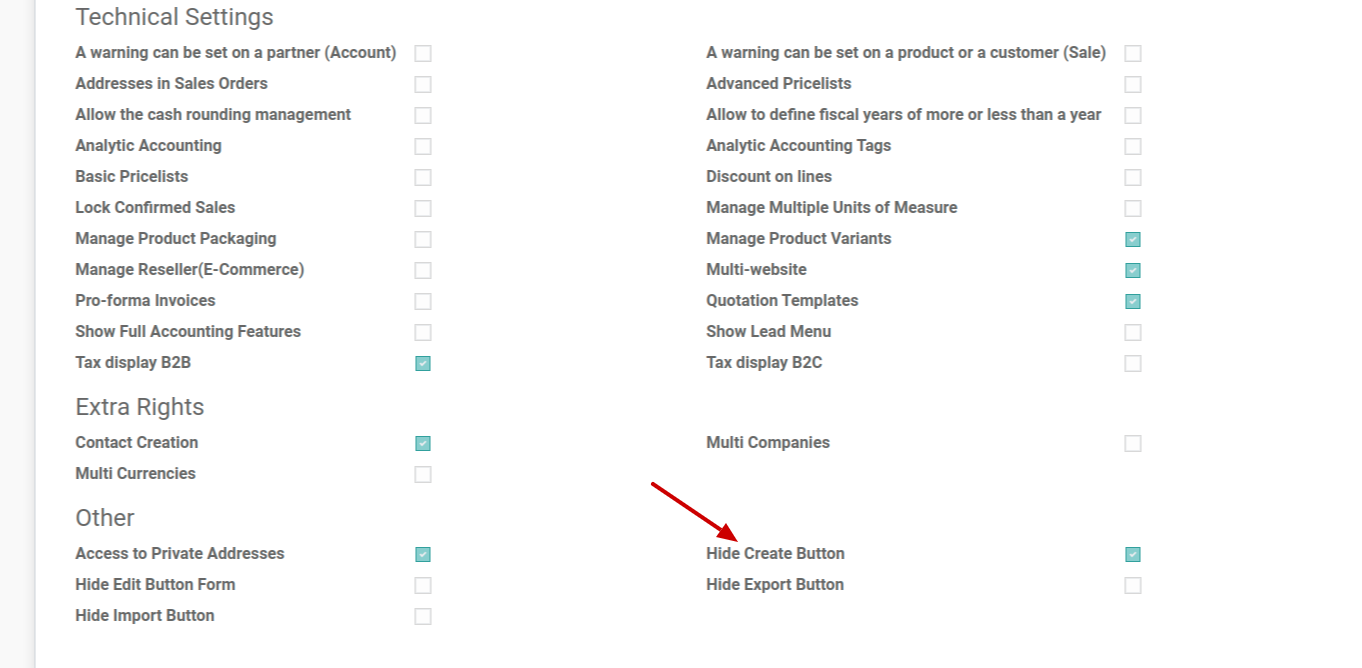 Technical Settings
A warning can be set on a partner (Account)
A warning can be set on a product or a customer (Sale)
Addresses in Sales Orders
Advanced Pricelists
Allow the cash rounding management
Allow to define fiscal years of more or less than a year
Analytic Accounting
Analytic Accounting Tags
Basic Pricelists
Discount on lines
Lock Confirmed Sales
Manage Multiple Units of Measure
Manage Product Packaging
Manage Product Variants
Manage Reseller(E-Commerce)
Multi-website
Pro-forma Invoices
Quotation Templates
Show Full Accounting Features
Show Lead Menu
Tax display B2B
Tax display B2C
Extra Rights
Contact Creation
Multi Companies
Multi Currencies
Other
Access to Private Addresses
Hide Create Button
Hide Edit Button Form
Hide Export Button
Hide Import Button